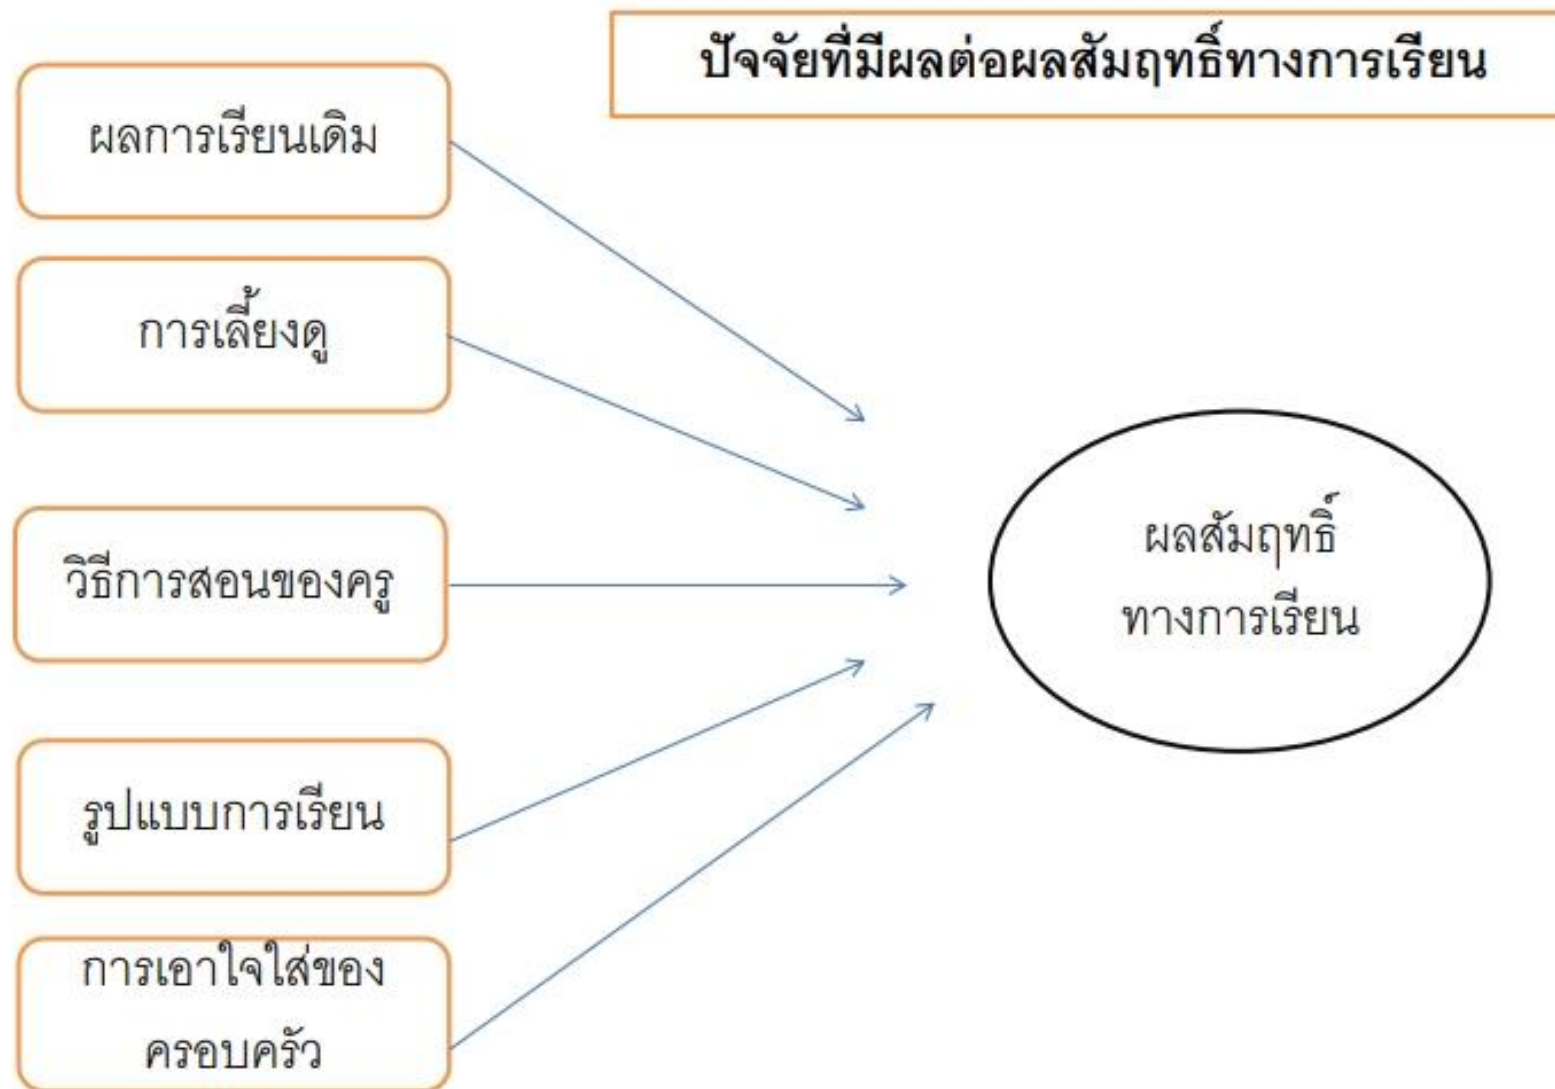 ปัจจัยที่มีผลต่อผลสัมฤทธิ์ทางการเรียน
ผลการเรียนเดิม
การเลี้ยงดู
วิธีการสอนของครู
รูปแบบการเรียน
การเอาใจใส่ของ
ครอบครัว
ผลสัมฤทธิ์
ทางการเรียน